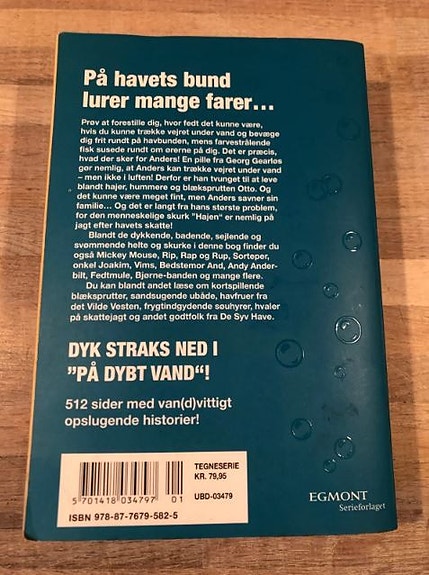 På havets bund
lurer mange farer...
Prøv at forestille dig, hvor fedt det kunne være,
hvis du kunne trække vejret under vand og bevæge
dig frit rundt på havbunden, mens farvestrålende
fisk susede rundt om ørerne på dig. Det er præcis,
hvad der sker for Anders! En pille fra Georg Gearløs
gør nemlig, at Anders kan trække vejret under vand
– men ikke i luften! Derfor er han tvunget til at leve
blandt hajer, hummere og blæksprutten Otto. Og det
kunne være meget fint, men Anders savner sin
familie... Og det er langt fra hans største problem,
for den menneskelige skurk "Hajen" er nemlig på
jagt efter havets skatte!
Blandt de dykkende, badende, sejlende og
svømmende helte og skurke i denne bog finder du
også Mickey Mouse, Rip, Rap og Rup, Sorteper,
onkel Joakim, Vims, Bedstemor And, Andy Ander-
bilt, Fedtmule, Bjørne-banden og mange flere.
Du kan blandt andet læse om kortspillende
blæksprutter, sandsugende ubåde, havfruer fra
det Vilde Vesten, frygtindgydende souhyrer, hvaler
på skattejagt og andet godtfolk fra De Syv Have.
DYK STRAKS NED I
"PÅ DYBT VAND"!
512 sider med van(d)vittigt
opslugende historier!
TEGNESERIE
KR. 79,95
UBD-03479
5 701418 034797 01
ISBN 978-87-7679-582-5
EGMONT
Serieforlaget